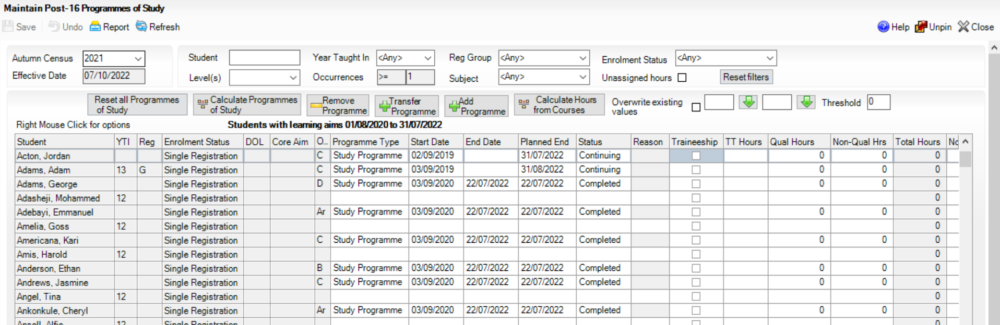 Maintain Post-16 Programmes of Study
Save Undo Report Refresh Help Unpin Close
Autumn Census 2021 Student Year Taught In <Any> Reg Group <Any> Enrolment Status <Any>
Effective Date 07/10/2022 Level(s) Occurrences >= 1 Subject <Any> Unassigned hours Reset filters
Reset all Programmes of Study Calculate Programmes of Study Remove Programme Transfer Programme Add Programme Calculate Hours from Courses Overwrite existing values Threshold 0
Right Mouse Click for options Students with learning aims 01/08/2020 to 31/07/2022
Student YTI Reg Enrolment Status DOL Core Aim O... Programme Type Start Date End Date Planned End Status Reason Traineeship TT Hours Qual Hours Non-Qual Hrs Total Hours
Acton, Jordan Single Registration C Study Programme 02/09/2019 31/07/2022 Continuing 0 0 0
Adams, Adam 13 G Single Registration C Study Programme 03/09/2019 31/08/2022 Continuing 0 0 0
Adams, George Single Registration D Study Programme 03/09/2020 22/07/2022 22/07/2022 Completed 0 0 0
Adasheji, Mohammed 12 Single Registration 0
Adebayi, Emmanuel Single Registration Ar Study Programme 03/09/2020 22/07/2022 22/07/2022 Completed 0 0 0
Amelia, Goss 12 Single Registration 0
Americana, Kari Single Registration C Study Programme 03/09/2020 22/07/2022 22/07/2022 Completed 0 0 0
Amis, Harold 12 Single Registration 0
Anderson, Ethan Single Registration B Study Programme 03/09/2020 22/07/2022 22/07/2022 Completed 0 0 0
Andrews, Jasmine Single Registration C Study Programme 03/09/2020 22/07/2022 22/07/2022 Completed 0 0 0
Angel, Tina 12 Single Registration 0
Ankonkule, Cheryl Single Registration Ar Study Programme 03/09/2020 22/07/2022 22/07/2022 Completed 0 0 0
12 Single Registration 0